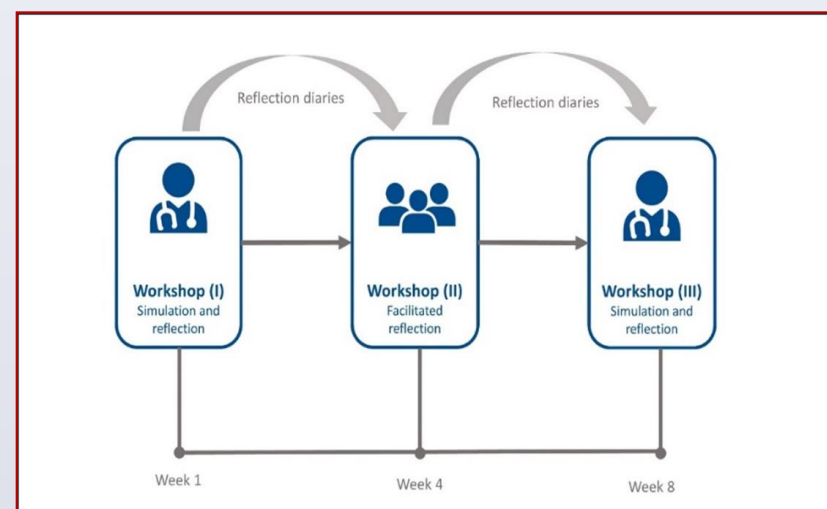 Reflection diaries
Reflection diaries
Workshop (I)
Simulation and
reflection
Workshop (II)
Facilitated
reflection
Workshop (III)
Simulation and
reflection
Week 1
Week 4
Week 8